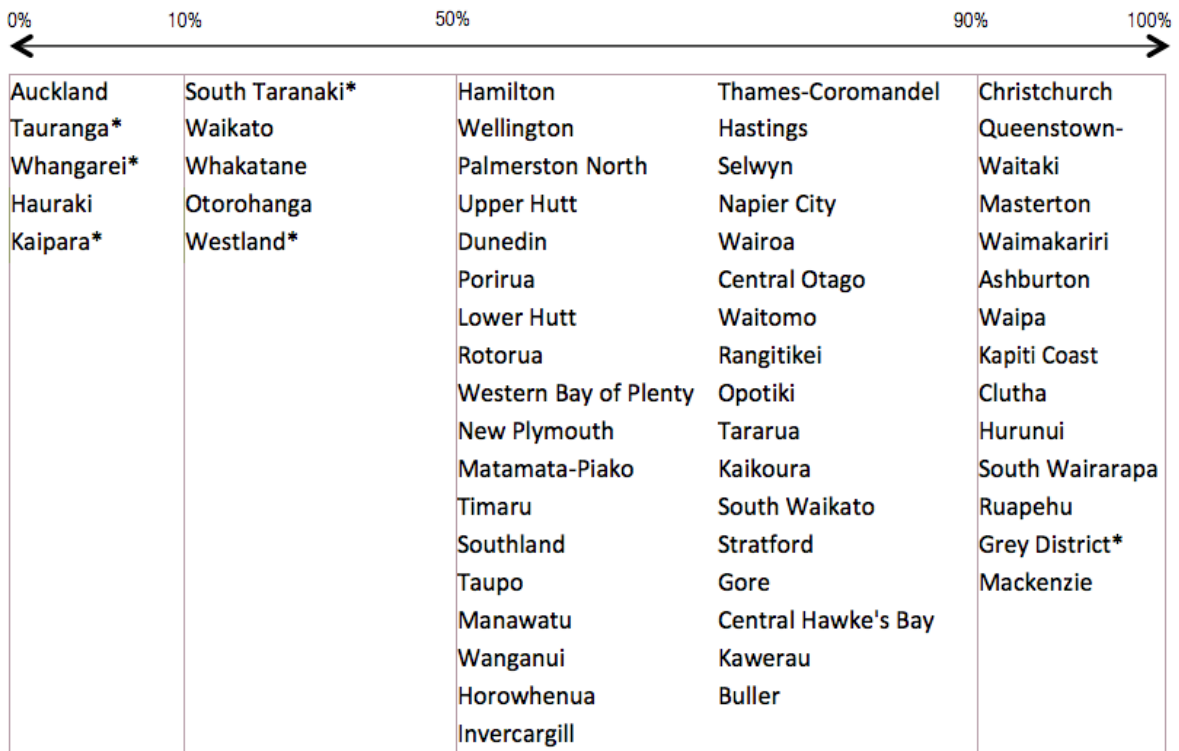 0% 10% 50% 90% 100%
Auckland South Taranaki* Hamilton Thames-Coromandel Christchurch
Tauranga* Waikato Wellington Hastings Queenstown-
Whangarei* Whakatane Palmerston North Selwyn Waitaki
Hauraki Otorohanga Upper Hutt Napier City Masterton
Kaipara* Westland* Dunedin Wairoa Waimakariri
Porirua Central Otago Ashburton
Lower Hutt Waitomo Waipa
Rotorua Rangitikei Kapiti Coast
Western Bay of Plenty Opotiki Clutha
New Plymouth Tararua Hurunui
Matamata-Piako Kaikoura South Wairarapa
Timaru South Waikato Ruapehu
Southland Stratford Grey District*
Taupo Gore Mackenzie
Manawatu Central Hawke's Bay
Wanganui Kawerau
Horowhenua Buller
Invercargill